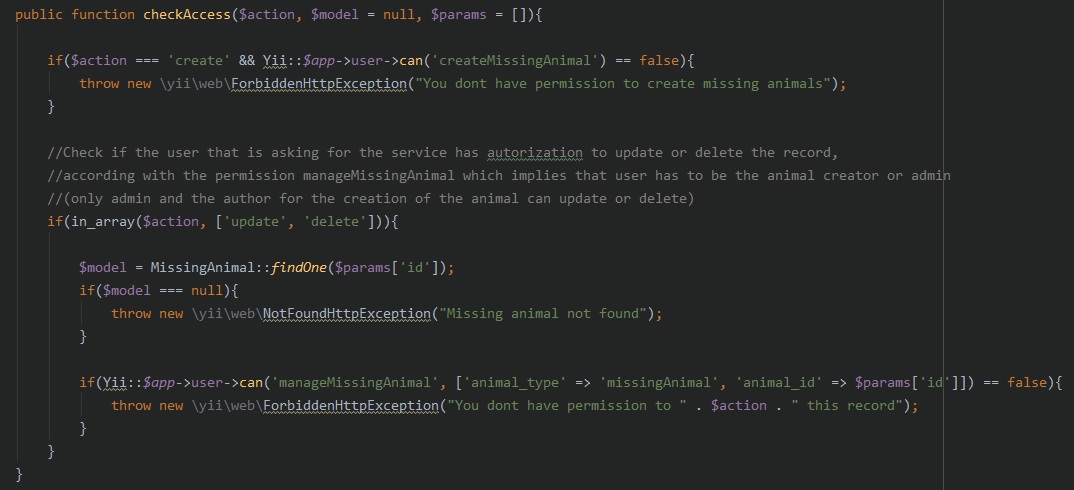 public function checkAccess($action, $model = null, $params = []){
if($action === 'create' && Yii::$app->user->can('createMissingAnimal') == false){
throw new \yii\web\ForbiddenHttpException("You dont have permission to create missing animals");
}
//Check if the user that is asking for the service has autorization to update or delete the record,
//according with the permission manageMissingAnimal which implies that user has to be the animal creator or admin
//(only admin and the author for the creation of the animal can update or delete)
if(in_array($action, ['update', 'delete'])){
$model = MissingAnimal::findOne($params['id']);
if($model === null){
throw new \yii\web\NotFoundHttpException("Missing animal not found");
}
if(Yii::$app->user->can('manageMissingAnimal', ['animal_type' => 'missingAnimal', 'animal_id' => $params['id']]) == false){
throw new \yii\web\ForbiddenHttpException("You dont have permission to " . $action . " this record");
}
}
}